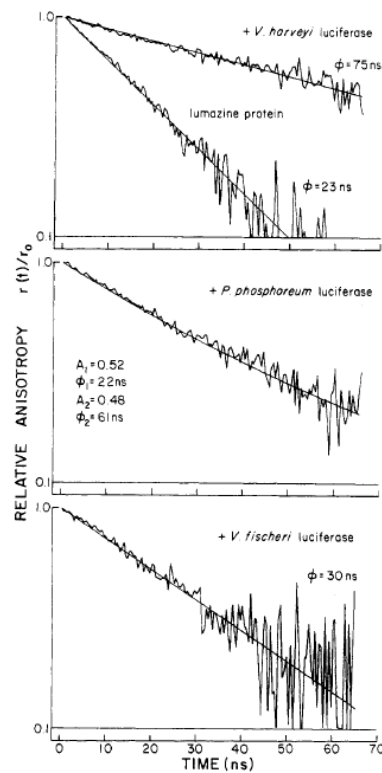 1.0
+ V. harveyi luciferase
φ=75ns
lumazine protein
φ=23 ns
0.1
RELATIVE ANISOTROPY r(t)/r₀
1.0
+ P. phosphoreum luciferase
A₁=0.52
φ₁=22ns
A₂=0.48
φ₂=61ns
0.1
1.0
+ V. fischeri luciferase
φ=30ns
0.1
0 10 20 30 40 50 60 70
TIME (ns)